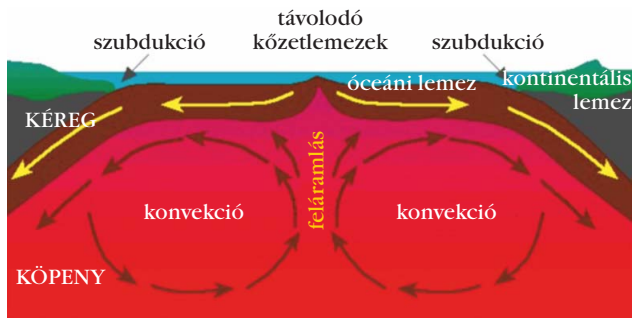 távolodó
kőzetlemezek
szubdukció
szubdukció
óceáni lemez
kontinentális
lemez
KÉREG
feláramlás
konvekció
konvekció
KÖPENY